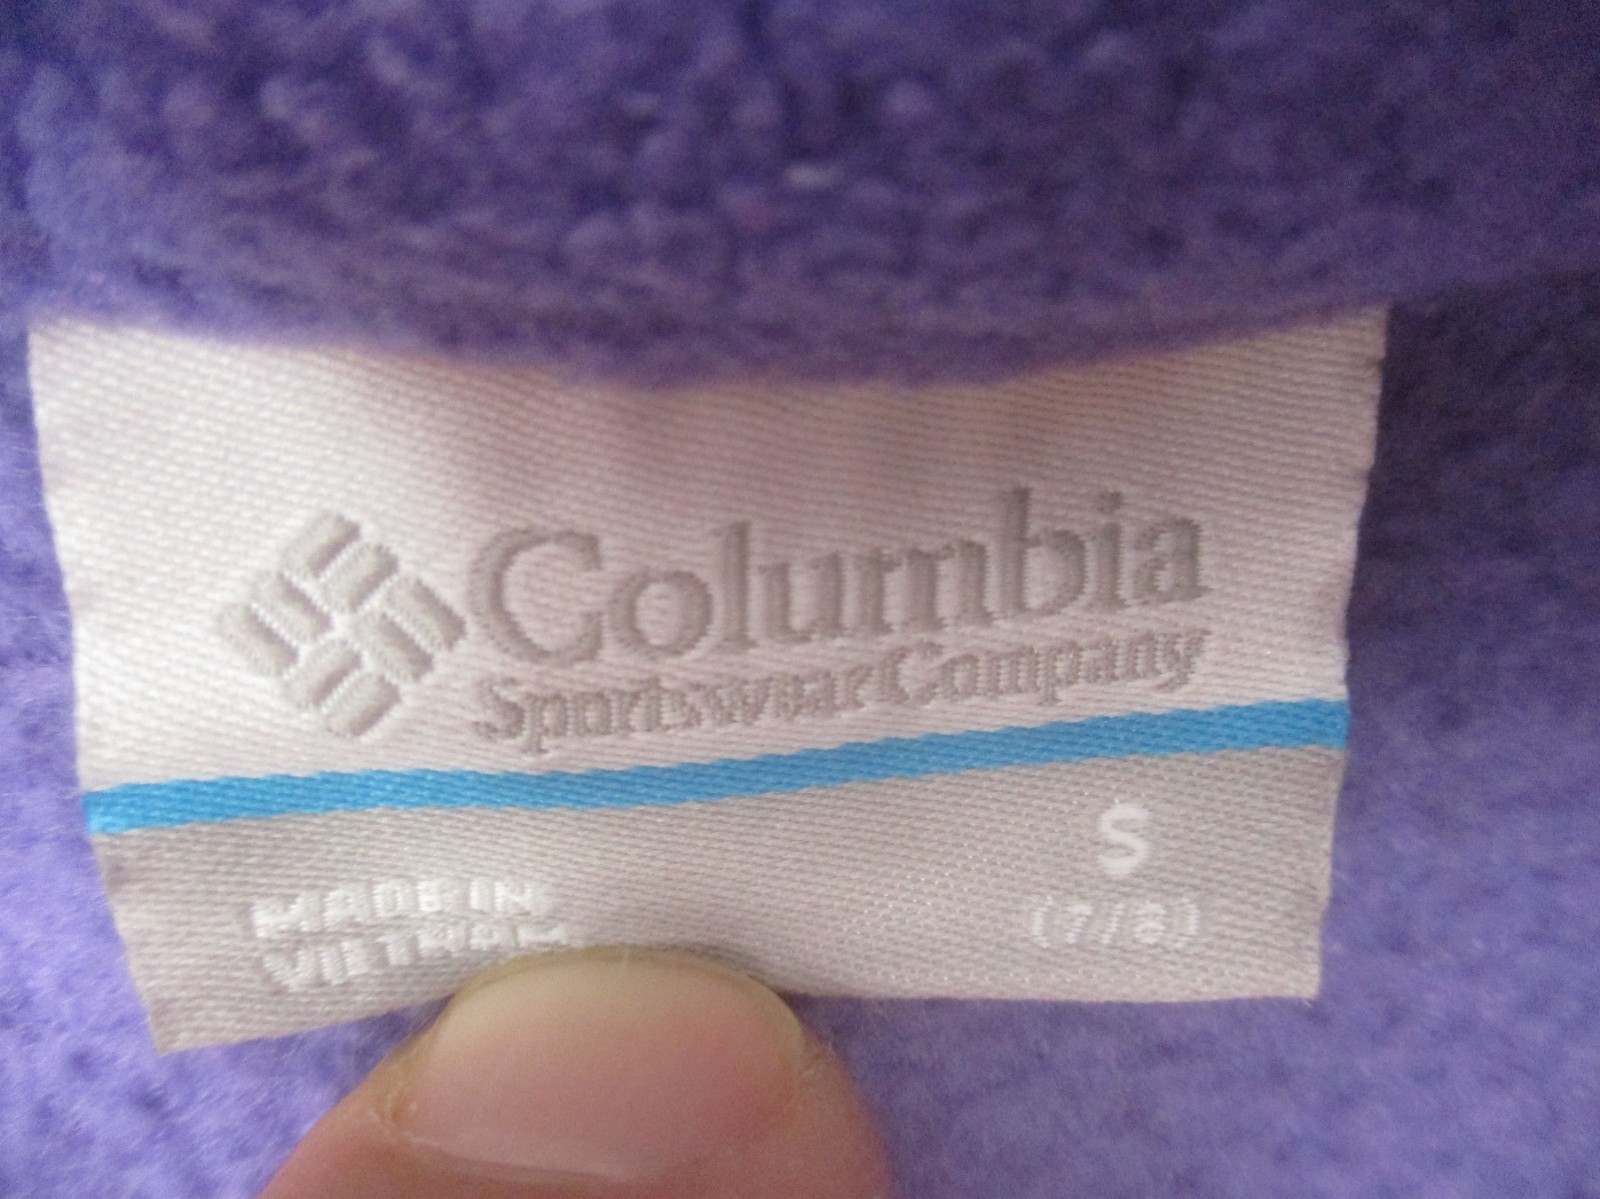 Columbia
Sportswear Company
S
(7/8)
MADE IN
VIETNAM